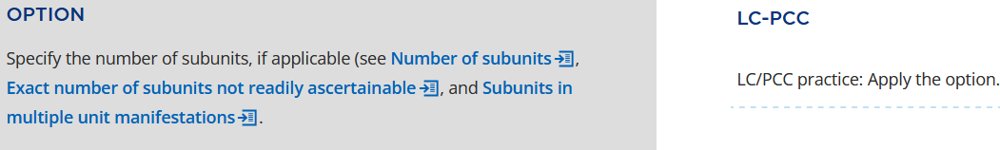 OPTION
Specify the number of subunits, if applicable (see Number of subunits,
Exact number of subunits not readily ascertainable, and Subunits in
multiple unit manifestations.
LC-PCC
LC/PCC practice: Apply the option.